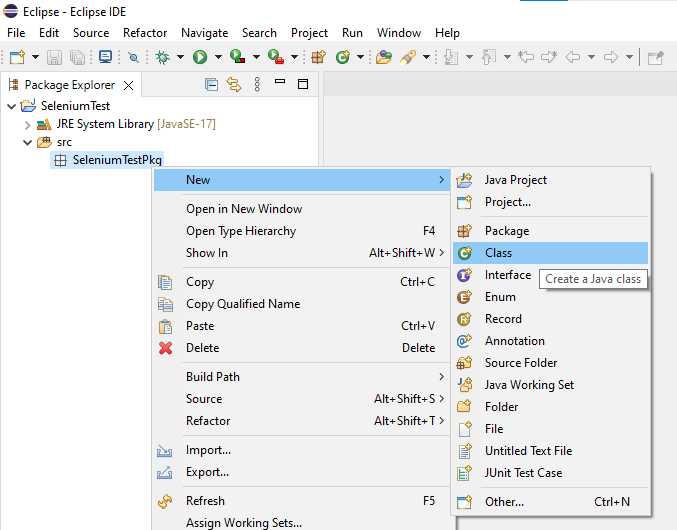 Eclipse - Eclipse IDE
File Edit Source Refactor Navigate Search Project Run Window Help
Package Explorer
SeleniumTest
JRE System Library [JavaSE-17]
src
SeleniumTestPkg
New
Open in New Window
Open Type Hierarchy F4
Show In Alt+Shift+W
Copy Ctrl+C
Copy Qualified Name
Paste Ctrl+V
Delete Delete
Build Path
Source Alt+Shift+S
Refactor Alt+Shift+T
Import...
Export...
Refresh F5
Assign Working Sets...
Java Project
Project...
Package
Class
Interface
Create a Java class
Enum
Record
Annotation
Source Folder
Java Working Set
Folder
File
Untitled Text File
JUnit Test Case
Other... Ctrl+N